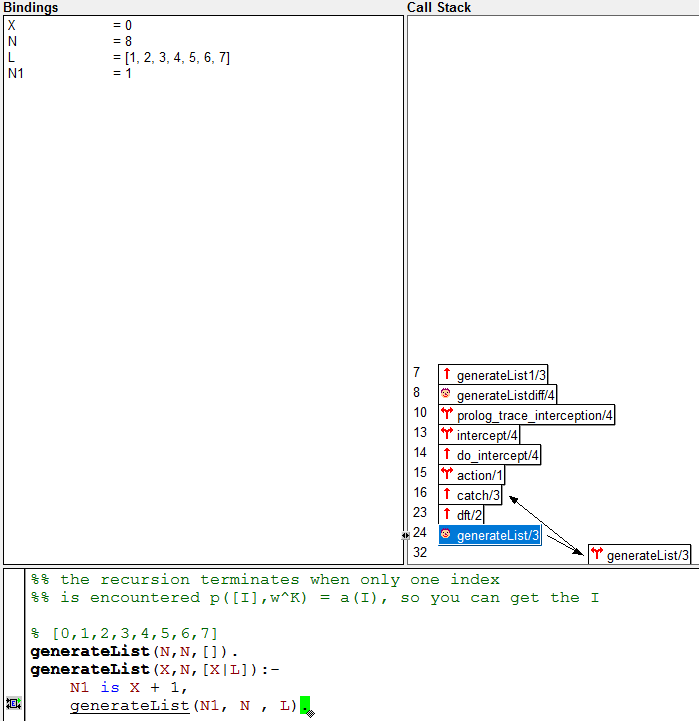 Bindings
Call Stack
X = 0
N = 8
L = [1, 2, 3, 4, 5, 6, 7]
N1 = 1
7 generateList1/3
8 generateListdiff/4
10 prolog_trace_interception/4
13 intercept/4
14 do_intercept/4
15 action/1
16 catch/3
23 dft/2
24 generateList/3
32 generateList/3
%% the recursion terminates when only one index
%% is encountered p([I],w^K) = a(I), so you can get the I
% [0,1,2,3,4,5,6,7]
generateList(N,N,[]).
generateList(X,N,[X|L]):-
N1 is X + 1,
generateList(N1, N , L).